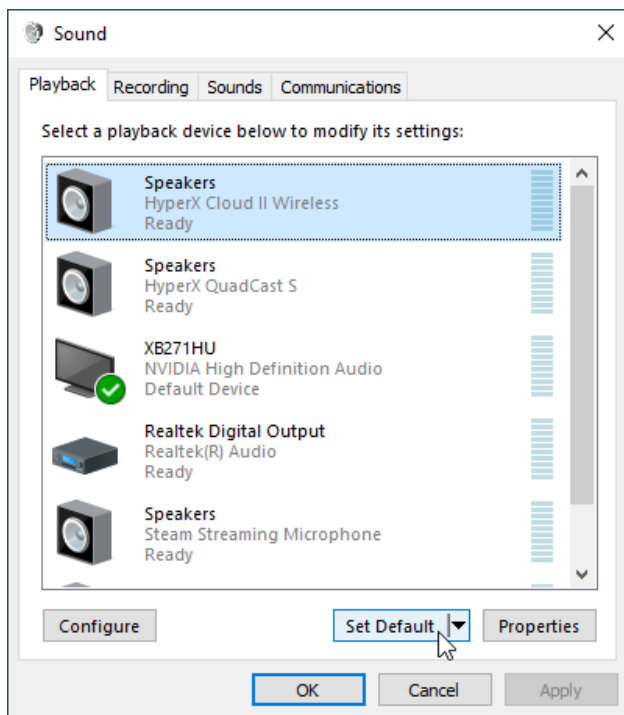 Sound
Playback
Recording
Sounds
Communications
Select a playback device below to modify its settings:
Speakers
HyperX Cloud II Wireless
Ready
Speakers
HyperX QuadCast S
Ready
XB271HU
NVIDIA High Definition Audio
Default Device
Realtek Digital Output
Realtek(R) Audio
Ready
Speakers
Steam Streaming Microphone
Ready
Configure
Set Default
Properties
OK
Cancel
Apply